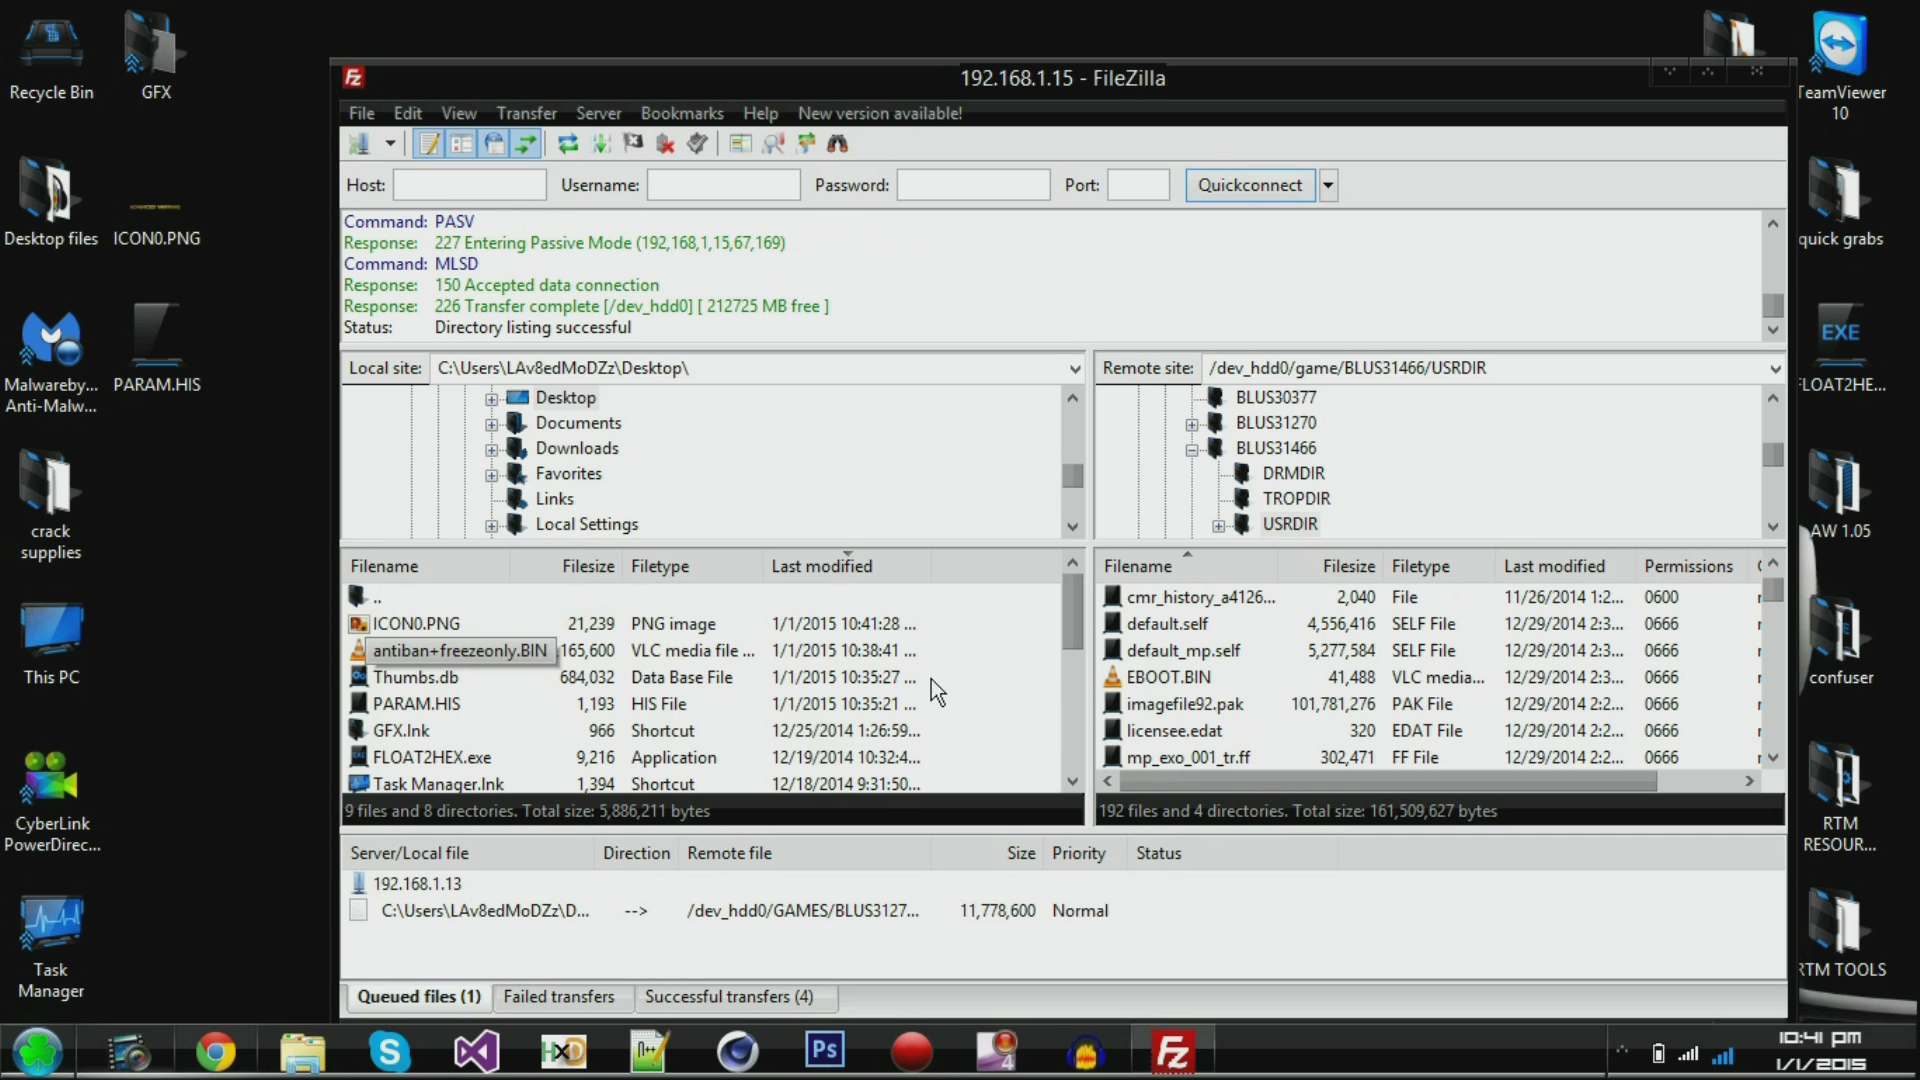 Recycle Bin
GFX
Desktop files
ICON0.PNG
Malwareby...
Anti-Malw...
PARAM.HIS
crack
supplies
This PC
CyberLink
PowerDirec...
Task
Manager
192.168.1.15 - FileZilla
File Edit View Transfer Server Bookmarks Help New version available!
Host: Username: Password: Port: Quickconnect
Command: PASV
Response: 227 Entering Passive Mode (192,168,1,15,67,169)
Command: MLSD
Response: 150 Accepted data connection
Response: 226 Transfer complete [/dev_hdd0] [ 212725 MB free ]
Status: Directory listing successful
Local site: C:\Users\LAv8edMoDZz\Desktop\
Desktop
Documents
Downloads
Favorites
Links
Local Settings
Remote site: /dev_hdd0/game/BLUS31466/USRDIR
BLUS30377
BLUS31270
BLUS31466
DRMDIR
TROPDIR
USRDIR
Filename Filesize Filetype Last modified
..
ICON0.PNG 21,239 PNG image 1/1/2015 10:41:28 ...
antiban+freezeonly.BIN 165,600 VLC media file ... 1/1/2015 10:38:41 ...
Thumbs.db 684,032 Data Base File 1/1/2015 10:35:27 ...
PARAM.HIS 1,193 HIS File 1/1/2015 10:35:21 ...
GFX.lnk 966 Shortcut 12/25/2014 1:26:59...
FLOAT2HEX.exe 9,216 Application 12/19/2014 10:32:4...
Task Manager.lnk 1,394 Shortcut 12/18/2014 9:31:50...
9 files and 8 directories. Total size: 5,886,211 bytes
Filename Filesize Filetype Last modified Permissions
cmr_history_a4126... 2,040 File 11/26/2014 1:2... 0600
default.self 4,556,416 SELF File 12/29/2014 2:3... 0666
default_mp.self 5,277,584 SELF File 12/29/2014 2:3... 0666
EBOOT.BIN 41,488 VLC media... 12/29/2014 2:3... 0666
imagefile92.pak 101,781,276 PAK File 12/29/2014 2:2... 0666
licensee.edat 320 EDAT File 12/29/2014 2:3... 0666
mp_exo_001_tr.ff 302,471 FF File 12/29/2014 2:2... 0666
192 files and 4 directories. Total size: 161,509,627 bytes
Server/Local file Direction Remote file Size Priority Status
192.168.1.13
C:\Users\LAv8edMoDZz\D... --> /dev_hdd0/GAMES/BLUS3127... 11,778,600 Normal
Queued files (1) Failed transfers Successful transfers (4)
TeamViewer
10
quick grabs
EXE
FLOAT2HE...
AW 1.05
confuser
RTM
RESOUR...
RTM TOOLS
HXD
Ps
Fz
10:41 PM
1/1/2015